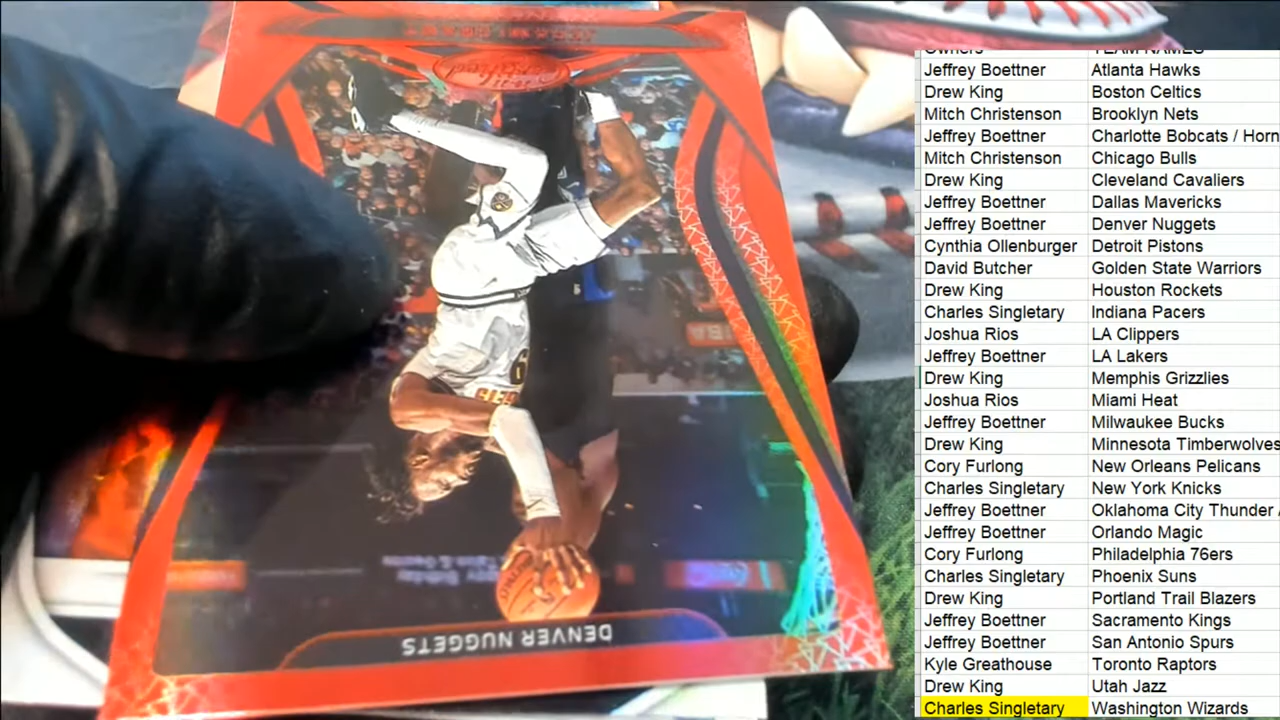 Owners TEAM NAMES
Jeffrey Boettner Atlanta Hawks
Drew King Boston Celtics
Mitch Christenson Brooklyn Nets
Jeffrey Boettner Charlotte Bobcats / Horn
Mitch Christenson Chicago Bulls
Drew King Cleveland Cavaliers
Jeffrey Boettner Dallas Mavericks
Jeffrey Boettner Denver Nuggets
Cynthia Ollenburger Detroit Pistons
David Butcher Golden State Warriors
Drew King Houston Rockets
Charles Singletary Indiana Pacers
Joshua Rios LA Clippers
Jeffrey Boettner LA Lakers
Drew King Memphis Grizzlies
Joshua Rios Miami Heat
Jeffrey Boettner Milwaukee Bucks
Drew King Minnesota Timberwolves
Cory Furlong New Orleans Pelicans
Charles Singletary New York Knicks
Jeffrey Boettner Oklahoma City Thunder /
Jeffrey Boettner Orlando Magic
Cory Furlong Philadelphia 76ers
Charles Singletary Phoenix Suns
Drew King Portland Trail Blazers
Jeffrey Boettner Sacramento Kings
Jeffrey Boettner San Antonio Spurs
Kyle Greathouse Toronto Raptors
Drew King Utah Jazz
Charles Singletary Washington Wizards
DENVER NUGGETS